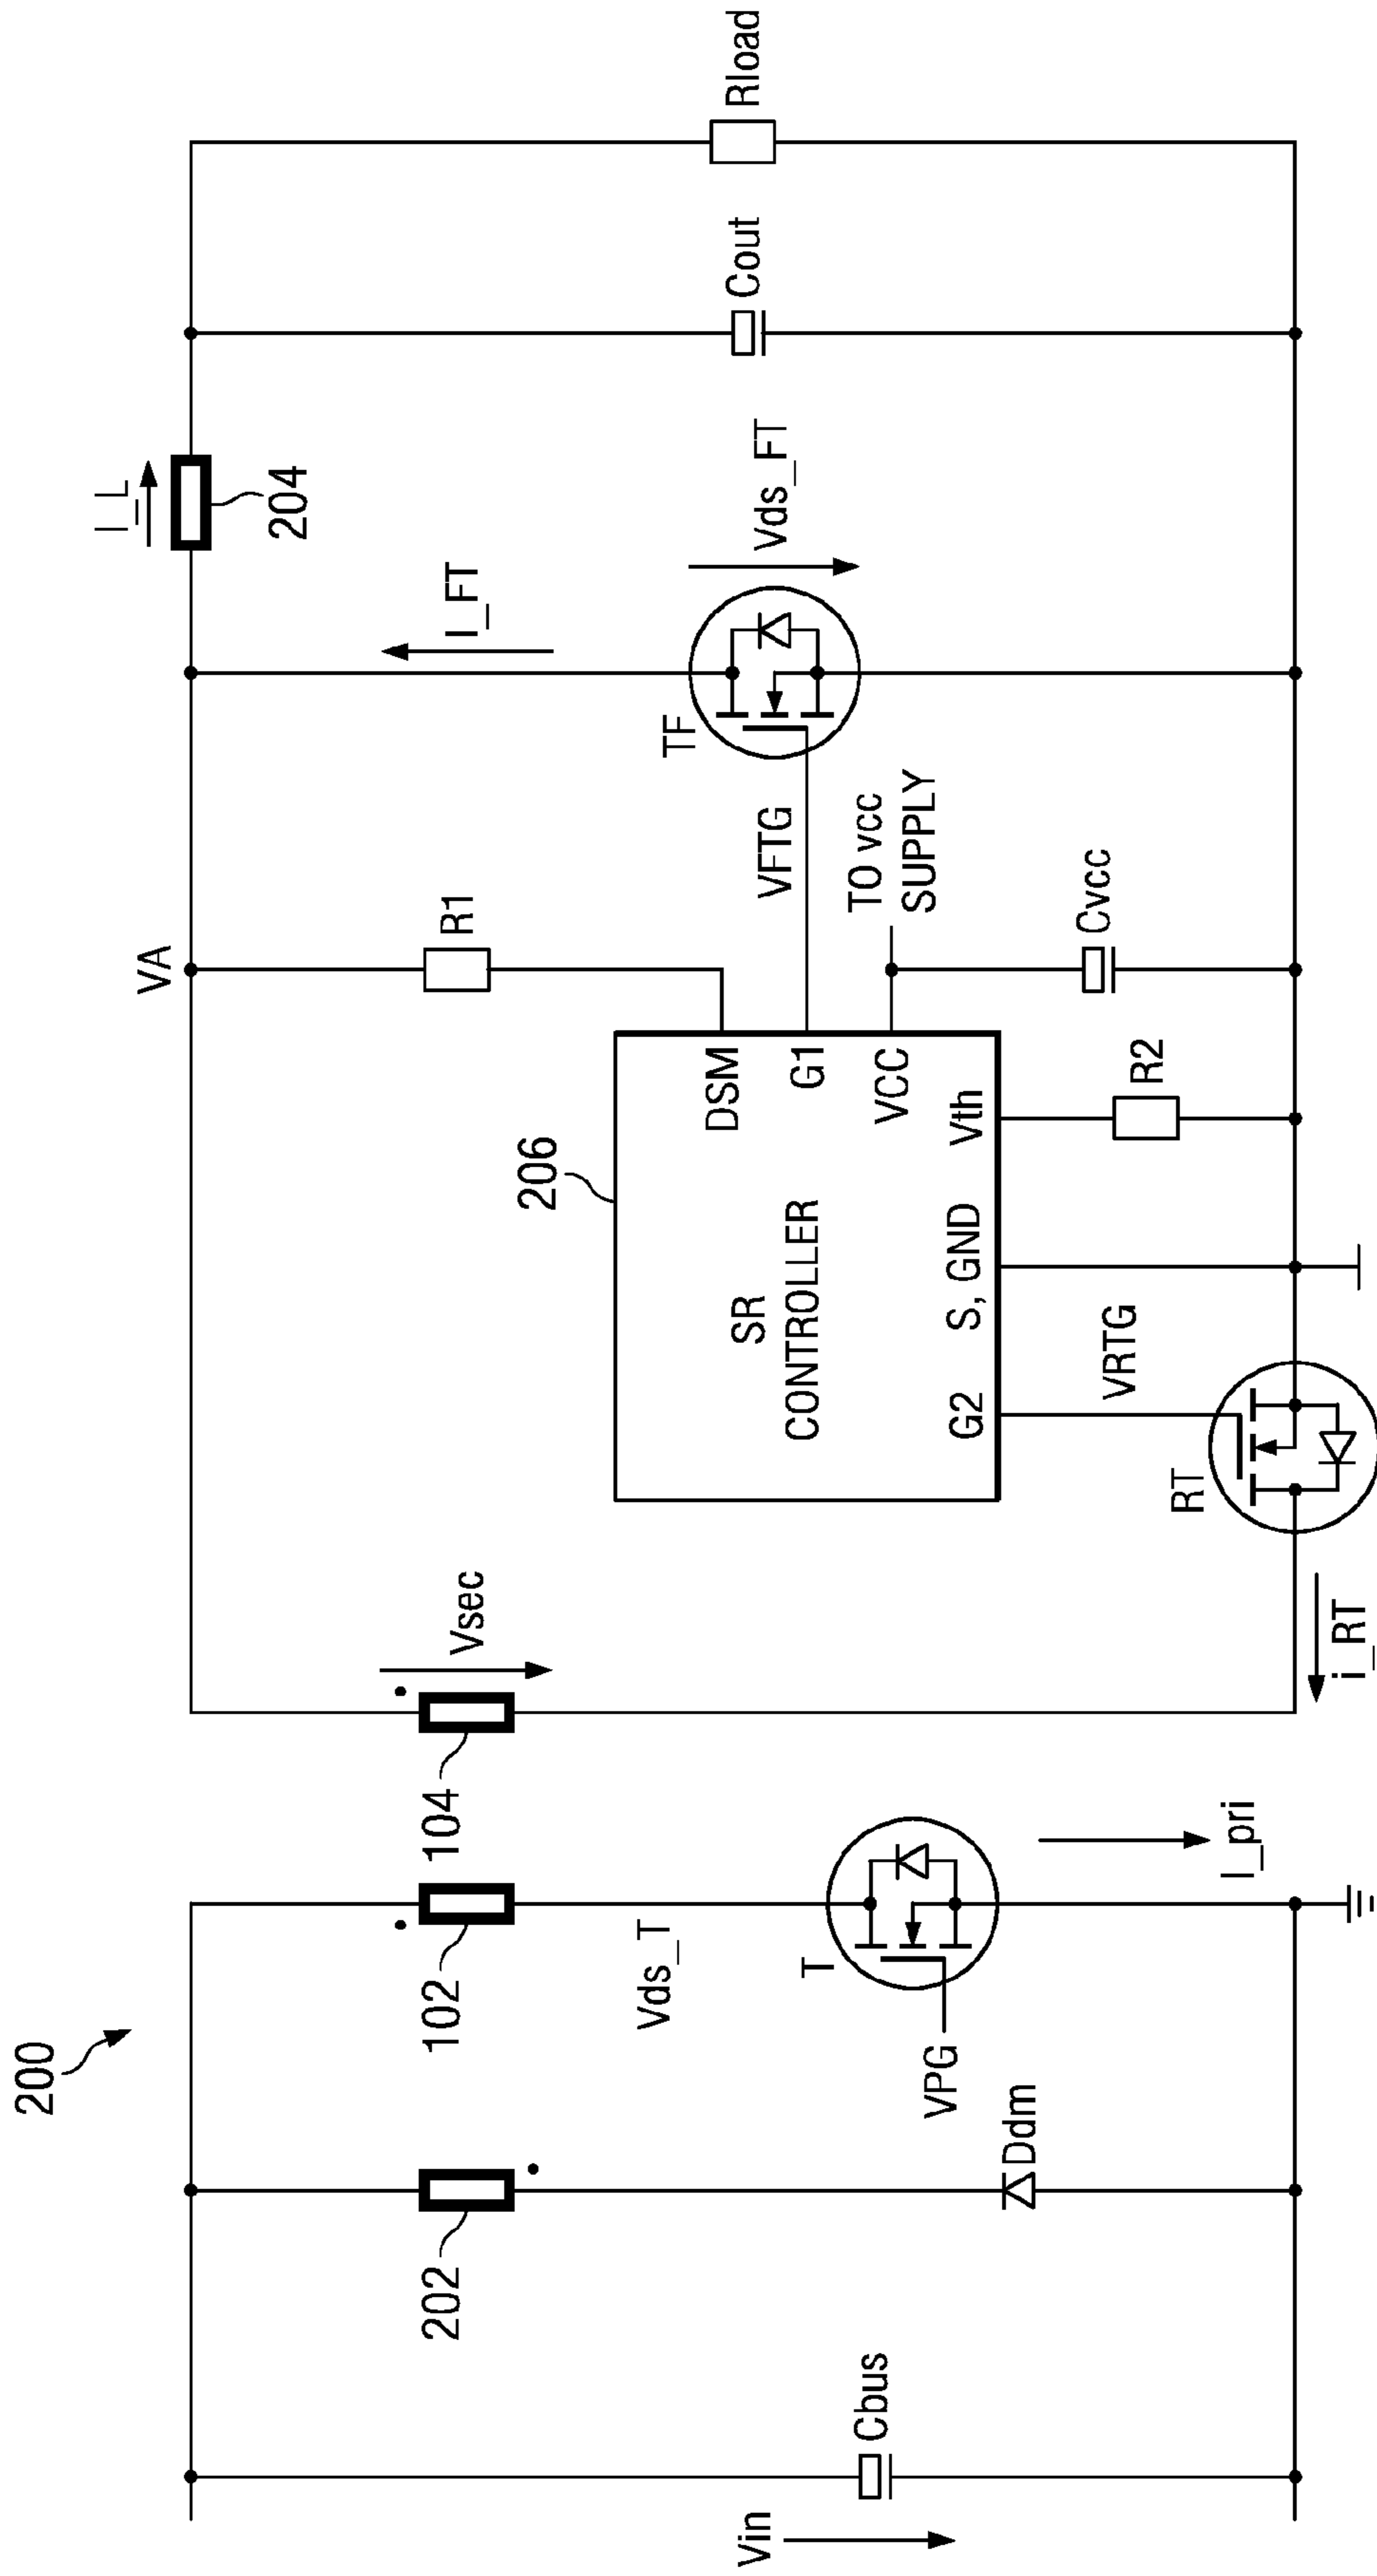 200
Vin
Cbus
202
Ddm
102
Vds_T
T
VPG
I_pri
104
Vsec
i_RT
RT
VRTG
206
SR
CONTROLLER
DSM
G1
VCC
G2
S, GND
Vth
VA
R1
R2
VFTG
TO vcc
SUPPLY
Cvcc
TF
I_FT
Vds_FT
I_L
204
Cout
Rload